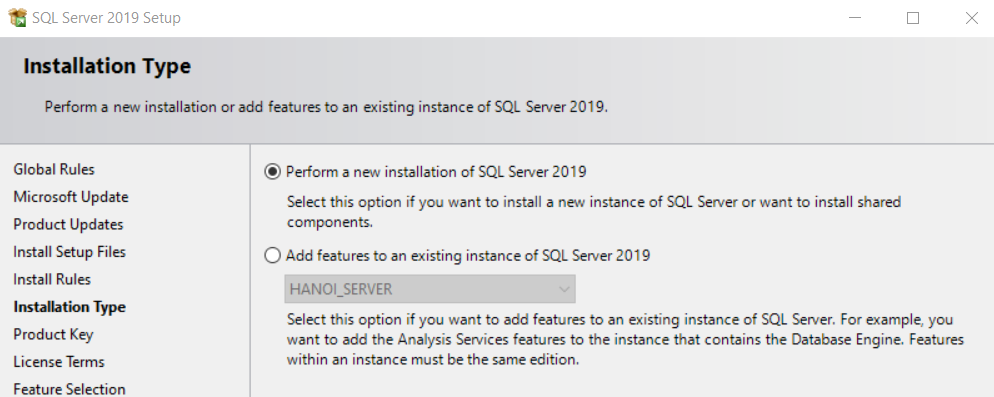 SQL Server 2019 Setup
Installation Type
Perform a new installation or add features to an existing instance of SQL Server 2019.
Global Rules
Microsoft Update
Product Updates
Install Setup Files
Install Rules
Installation Type
Product Key
License Terms
Feature Selection
Perform a new installation of SQL Server 2019
Select this option if you want to install a new instance of SQL Server or want to install shared
components.
Add features to an existing instance of SQL Server 2019
HANOI_SERVER
Select this option if you want to add features to an existing instance of SQL Server. For example, you
want to add the Analysis Services features to the instance that contains the Database Engine. Features
within an instance must be the same edition.